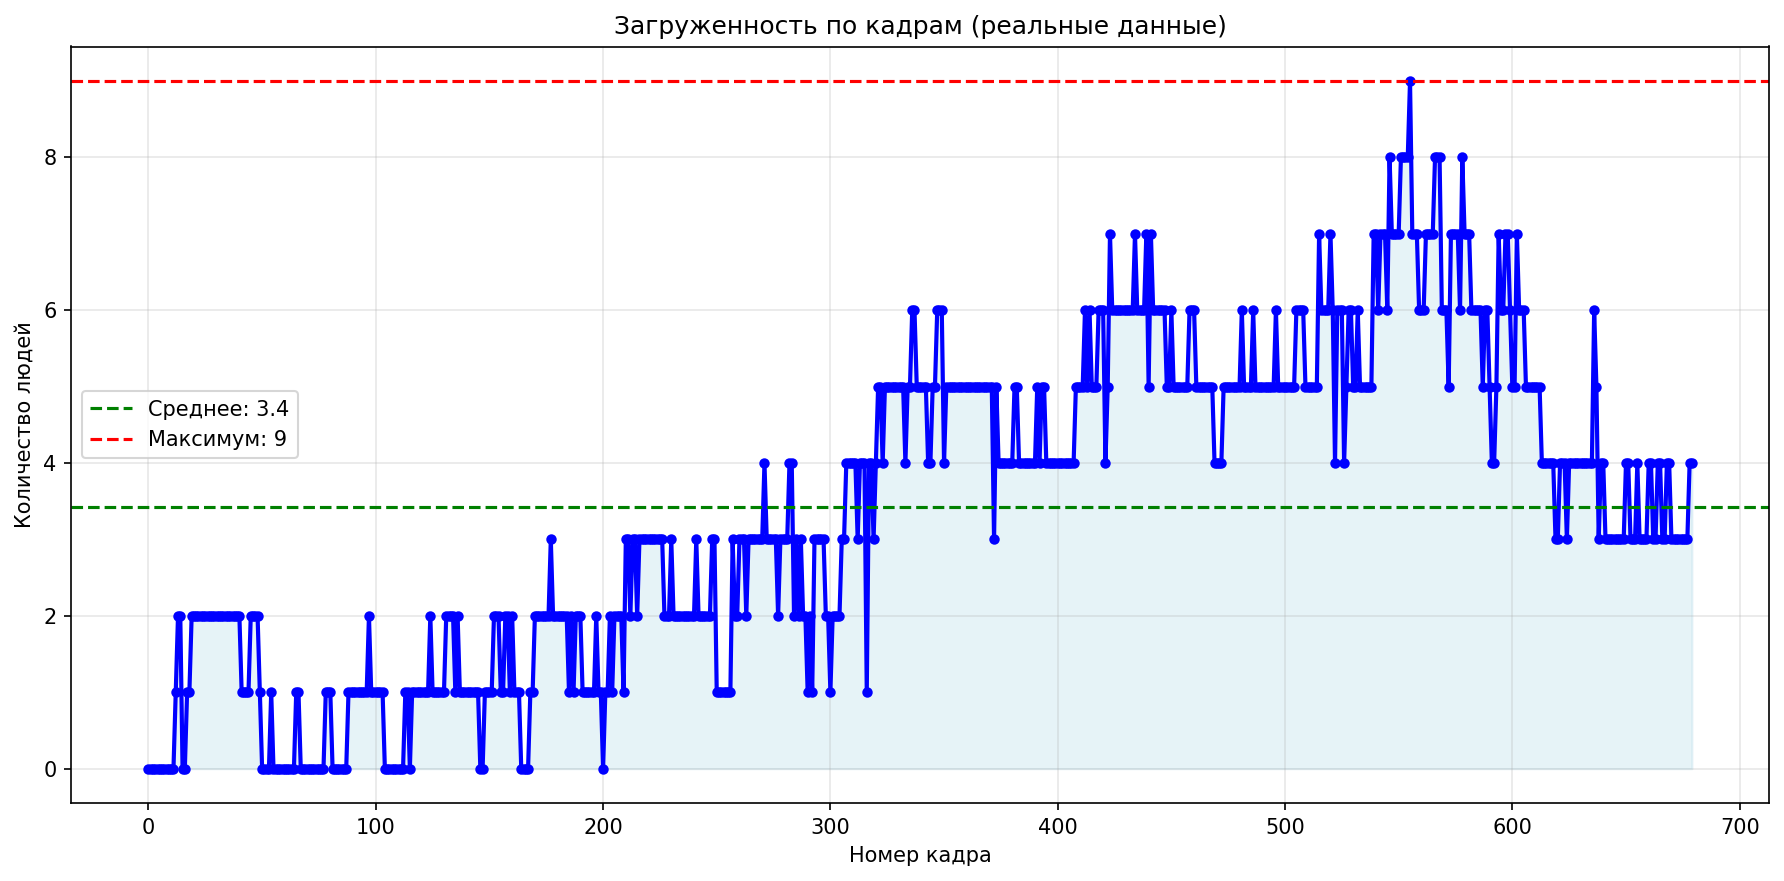 Загруженность по кадрам (реальные данные)
Количество людей
8
6
4
2
0
Среднее: 3.4
Максимум: 9
0 100 200 300 400 500 600 700
Номер кадра